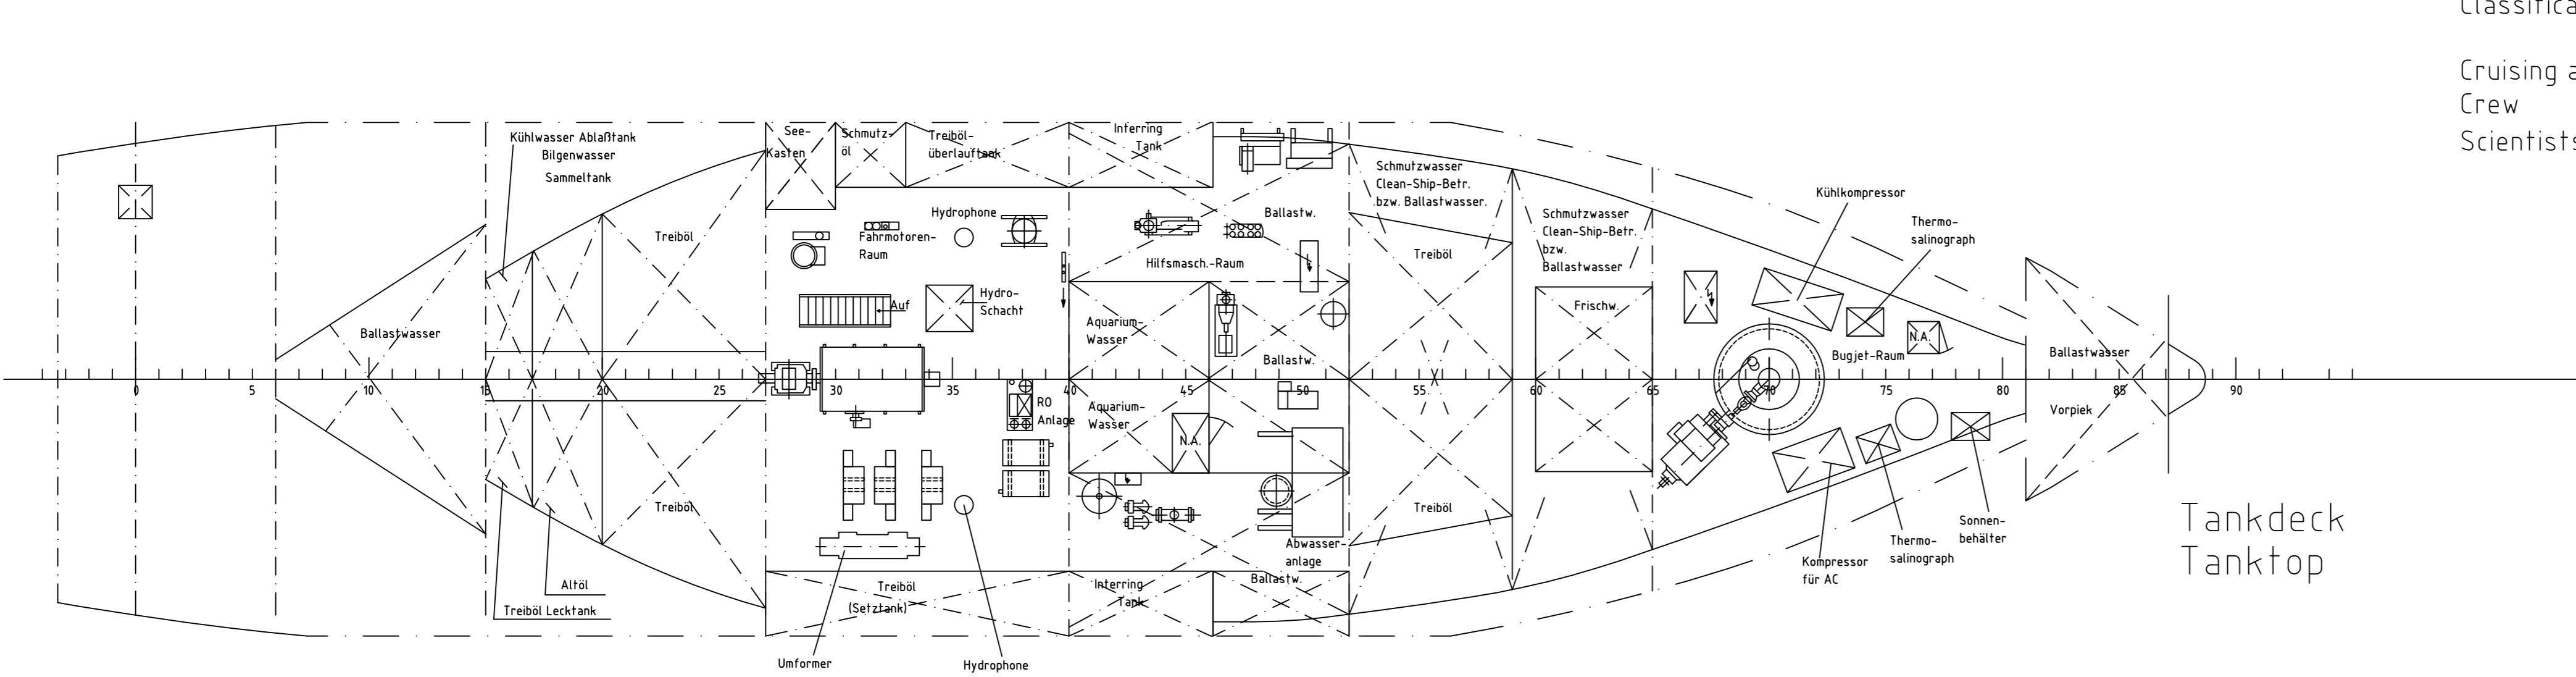 Classifica
Cruising a
Crew
Scientists
Kühlwasser Ablaßtank
Bilgenwasser
Sammeltank
See-
Kasten
Schmutz-
öl
Treiböl-
überlauftank
Interring
Tank
Schmutzwasser
Clean-Ship-Betr.
bzw. Ballastwasser.
Schmutzwasser
Clean-Ship-Betr.
bzw.
Ballastwasser
Kühlkompressor
Thermo-
salinograph
Treiböl
Hydrophone
Fahrmotoren-
Raum
Ballastw.
Hilfsmasch.-Raum
Treiböl
Auf
Hydro-
Schacht
Frischw.
Ballastwasser
Aquarium-
Wasser
Ballastw.
N.A.
Bugjet-Raum
Ballastwasser
0 5 10 15 20 25 30 35 40 45 50 55 60 65 70 75 80 85 90
RO
Anlage
Aquarium-
Wasser
N.A.
Vorpiek
Treiböl
Treiböl
Abwasser-
anlage
Ballastw.
Sonnen-
behälter
Thermo-
salinograph
Kompressor
für AC
Altöl
Treiböl Lecktank
Treiböl
(Setztank)
Interring
Tank
Umformer
Hydrophone
Tankdeck
Tanktop